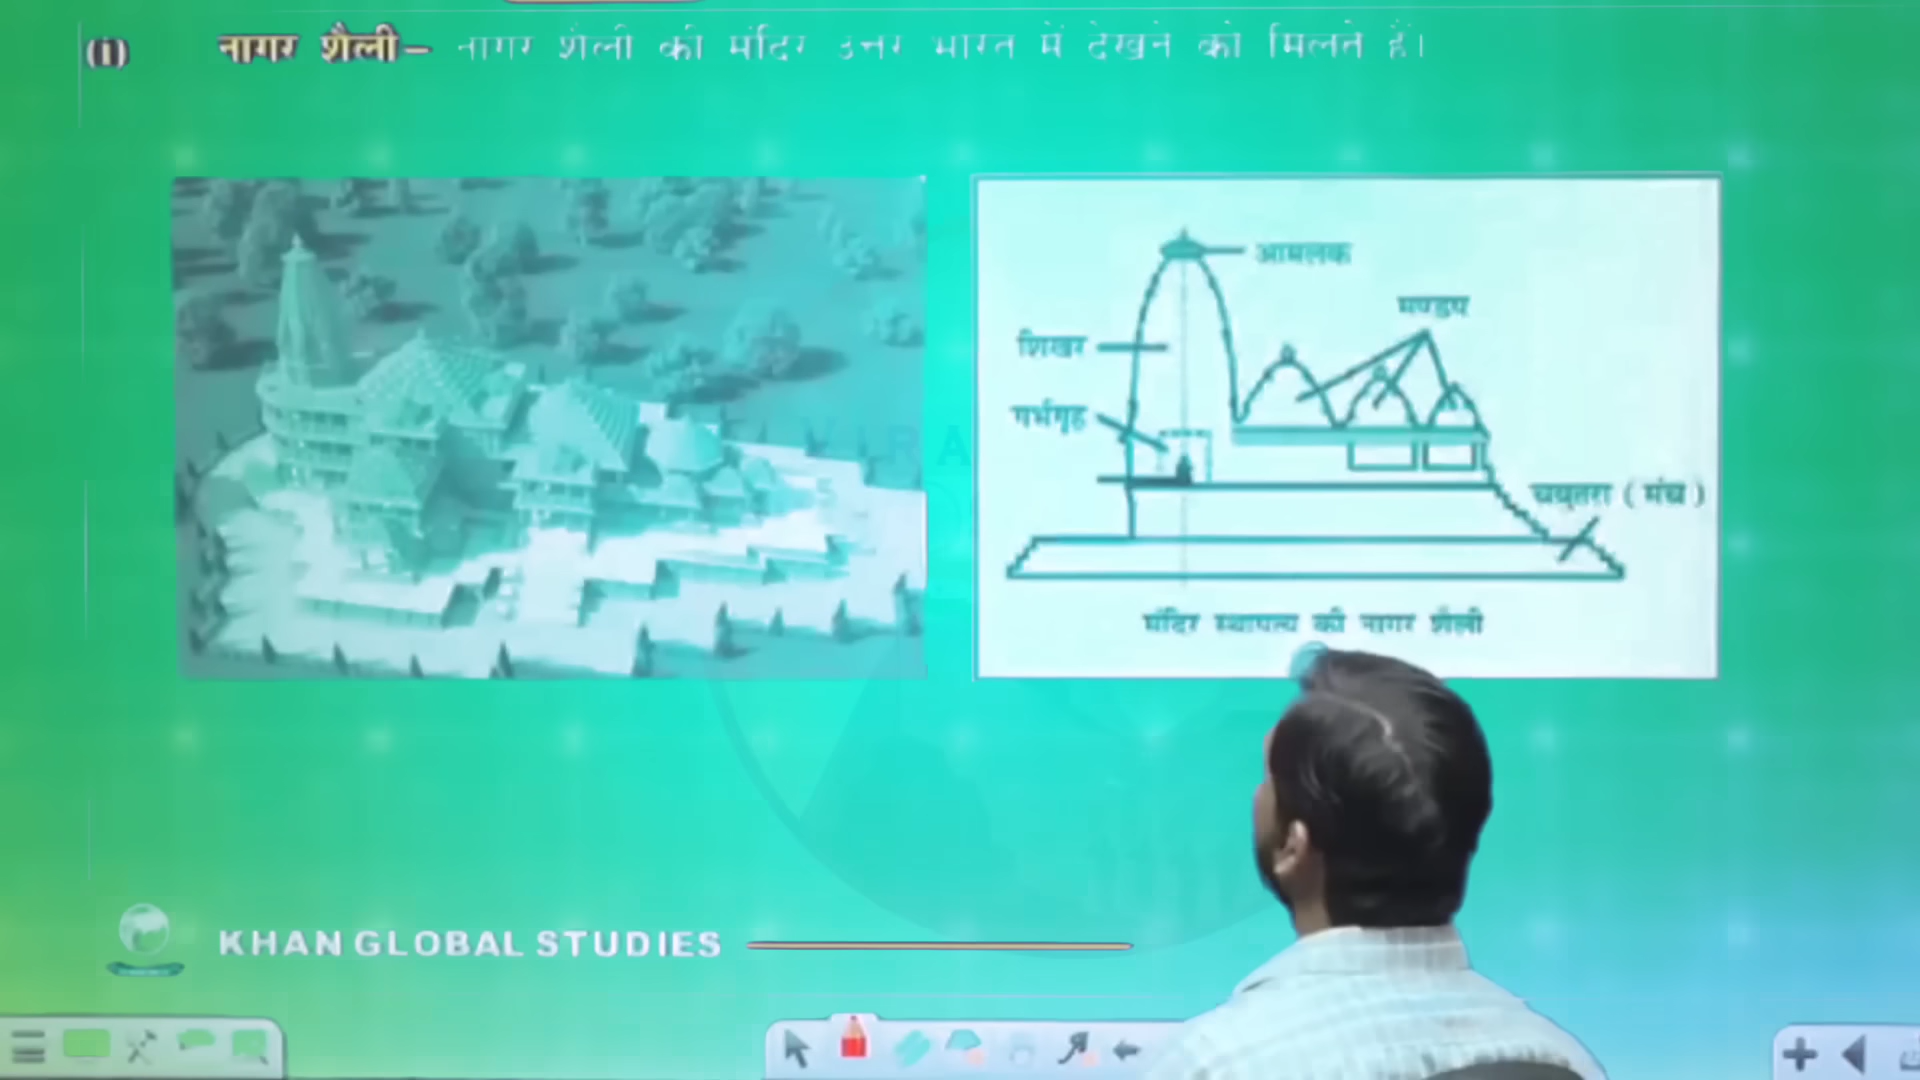 (i) नागर शैली– नागर शैली की मंदिर उत्तर भारत में देखने को मिलते हैं।
आमलक
मण्डप
शिखर
गर्भगृह
चबुतरा ( मंच )
मंदिर स्थापत्य की नागर शैली
KHAN GLOBAL STUDIES